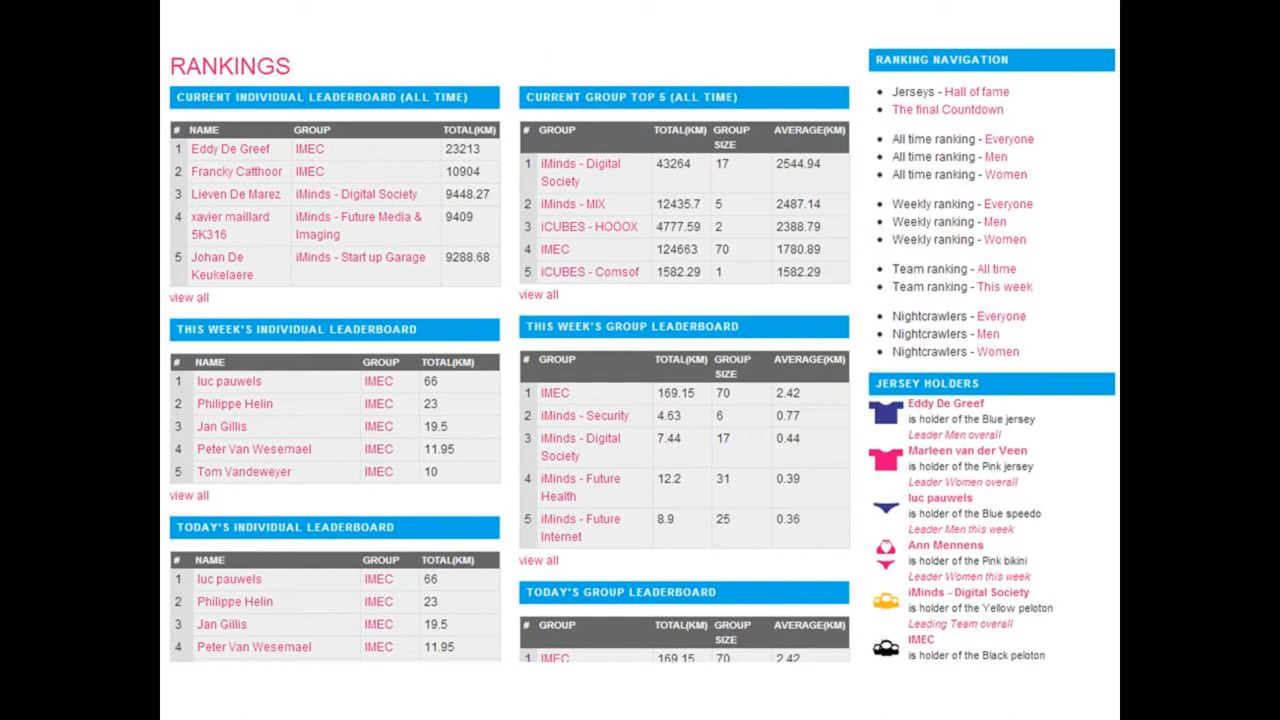 RANKINGS
CURRENT INDIVIDUAL LEADERBOARD (ALL TIME)
# NAME GROUP TOTAL(KM)
1 Eddy De Greef IMEC 23213
2 Francky Catthoor IMEC 10904
3 Lieven De Marez iMinds - Digital Society 9448.27
4 xavier maillard iMinds - Future Media & 9409
5K316 Imaging
5 Johan De iMinds - Start up Garage 9288.68
Keukelaere
view all
THIS WEEK'S INDIVIDUAL LEADERBOARD
# NAME GROUP TOTAL(KM)
1 luc pauwels IMEC 66
2 Philippe Helin IMEC 23
3 Jan Gillis IMEC 19.5
4 Peter Van Wesemael IMEC 11.95
5 Tom Vandeweyer IMEC 10
view all
TODAY'S INDIVIDUAL LEADERBOARD
# NAME GROUP TOTAL(KM)
1 luc pauwels IMEC 66
2 Philippe Helin IMEC 23
3 Jan Gillis IMEC 19.5
4 Peter Van Wesemael IMEC 11.95
CURRENT GROUP TOP 5 (ALL TIME)
# GROUP TOTAL(KM) GROUP AVERAGE(KM)
SIZE
1 iMinds - Digital 43264 17 2544.94
Society
2 iMinds - MIX 12435.7 5 2487.14
3 iCUBES - HOOOX 4777.59 2 2388.79
4 IMEC 124663 70 1780.89
5 iCUBES - Comsof 1582.29 1 1582.29
view all
THIS WEEK'S GROUP LEADERBOARD
# GROUP TOTAL(KM) GROUP AVERAGE(KM)
SIZE
1 IMEC 169.15 70 2.42
2 iMinds - Security 4.63 6 0.77
3 iMinds - Digital 7.44 17 0.44
Society
4 iMinds - Future 12.2 31 0.39
Health
5 iMinds - Future 8.9 25 0.36
Internet
view all
TODAY'S GROUP LEADERBOARD
# GROUP TOTAL(KM) GROUP AVERAGE(KM)
SIZE
1 IMEC 169.15 70 2.42
RANKING NAVIGATION
• Jerseys - Hall of fame
• The final Countdown
• All time ranking - Everyone
• All time ranking - Men
• All time ranking - Women
• Weekly ranking - Everyone
• Weekly ranking - Men
• Weekly ranking - Women
• Team ranking - All time
• Team ranking - This week
• Nightcrawlers - Everyone
• Nightcrawlers - Men
• Nightcrawlers - Women
JERSEY HOLDERS
Eddy De Greef
is holder of the Blue jersey
Leader Men overall
Marleen van der Veen
is holder of the Pink jersey
Leader Women overall
luc pauwels
is holder of the Blue speedo
Leader Men this week
Ann Mennens
is holder of the Pink bikini
Leader Women this week
iMinds - Digital Society
is holder of the Yellow peloton
Leading Team overall
IMEC
is holder of the Black peloton